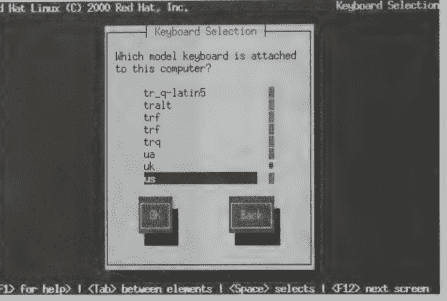 d Hat Linux (C) 2000 Red Hat, Inc. Keyboard Selection
Keyboard Selection
Which model keyboard is attached
to this computer?
tr_q-latin5
tralt
trf
trf
trq
ua
uk
us
OK Back
F1> for help> | <Tab> between elements | <Space> selects | <F12> next screen